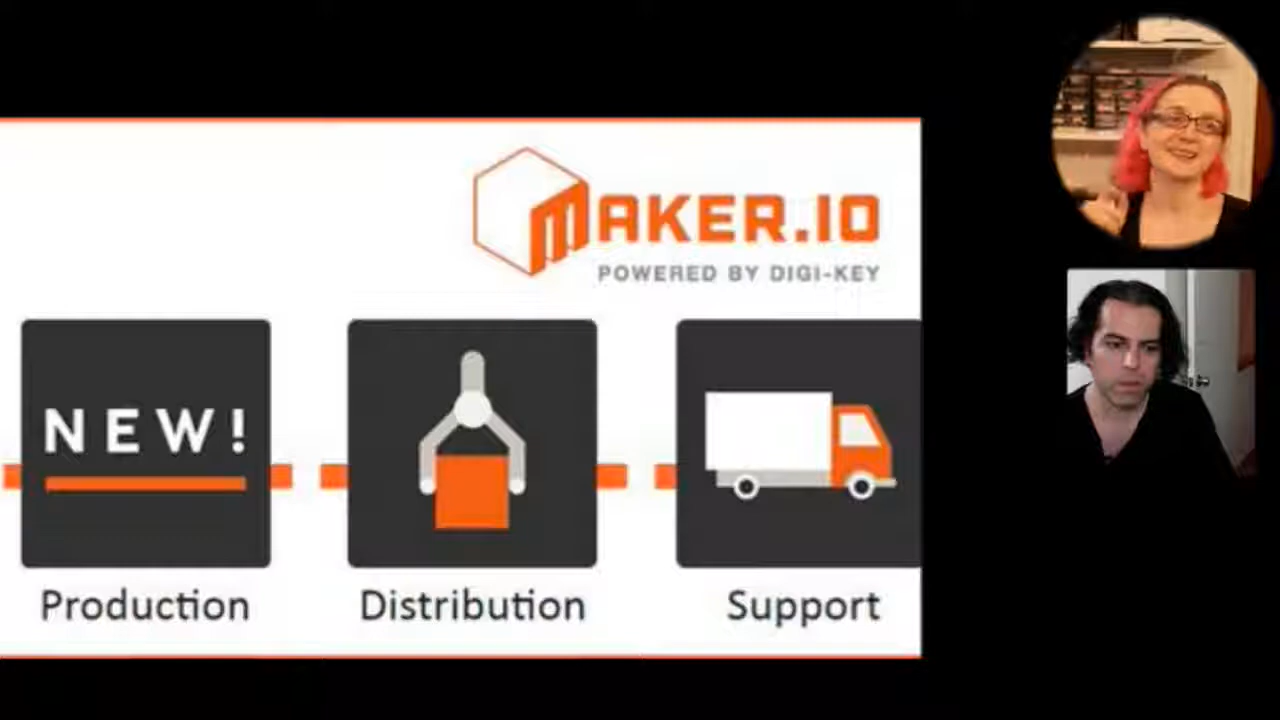 MAKER.IO
POWERED BY DIGI-KEY
NEW!
Production
Distribution
Support